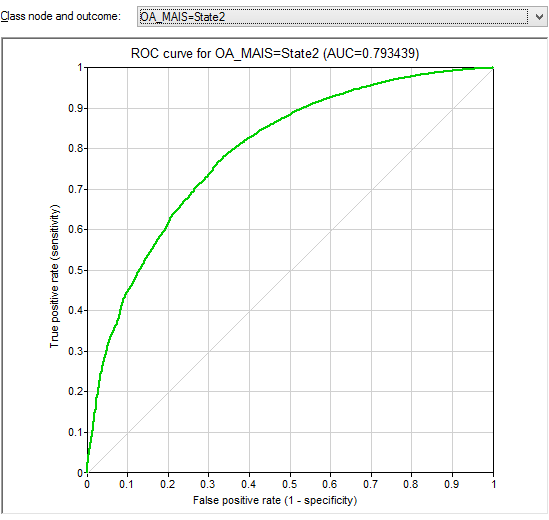 Class node and outcome: OA_MAIS=State2
ROC curve for OA_MAIS=State2 (AUC=0.793439)
1
0.9
0.8
0.7
0.6
0.5
0.4
0.3
0.2
0.1
0
True positive rate (sensitivity)
0 0.1 0.2 0.3 0.4 0.5 0.6 0.7 0.8 0.9 1
False positive rate (1 - specificity)